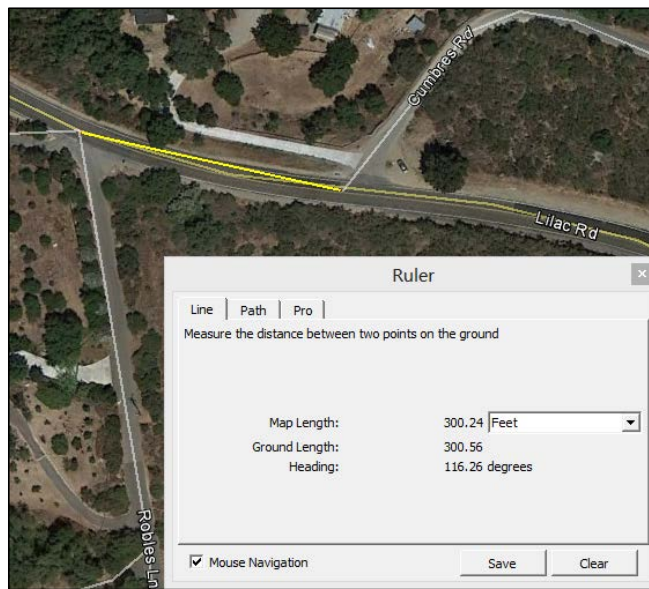 Cumbres Rd
Lilac Rd
Robles Ln
Ruler
Line Path Pro
Measure the distance between two points on the ground
Map Length: 300.24 Feet
Ground Length: 300.56
Heading: 116.26 degrees
Mouse Navigation Save Clear